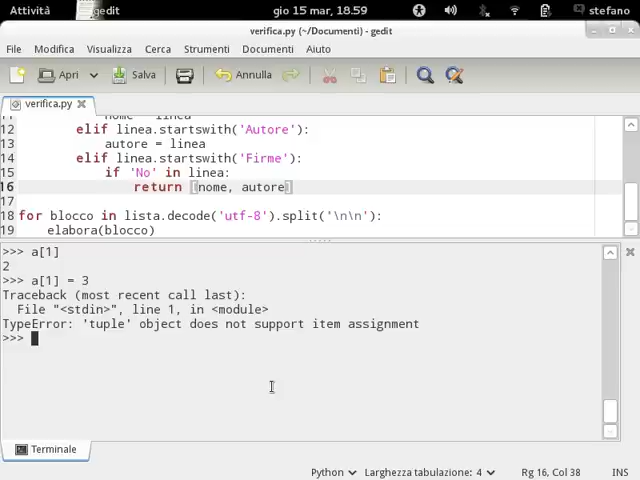 Attività gedit gio 15 mar, 18.59 stefano
verifica.py (~/Documenti) - gedit
File Modifica Visualizza Cerca Strumenti Documenti Aiuto
Apri Salva Annulla
verifica.py
11 nome = linea
12 elif linea.startswith('Autore'):
13 autore = linea
14 elif linea.startswith('Firme'):
15 if 'No' in linea:
16 return [nome, autore]
17
18 for blocco in lista.decode('utf-8').split('\n\n'):
19 elabora(blocco)
>>> a[1]
2
>>> a[1] = 3
Traceback (most recent call last):
File "<stdin>", line 1, in <module>
TypeError: 'tuple' object does not support item assignment
>>>
Terminale
Python Larghezza tabulazione: 4 Rg 16, Col 38 INS